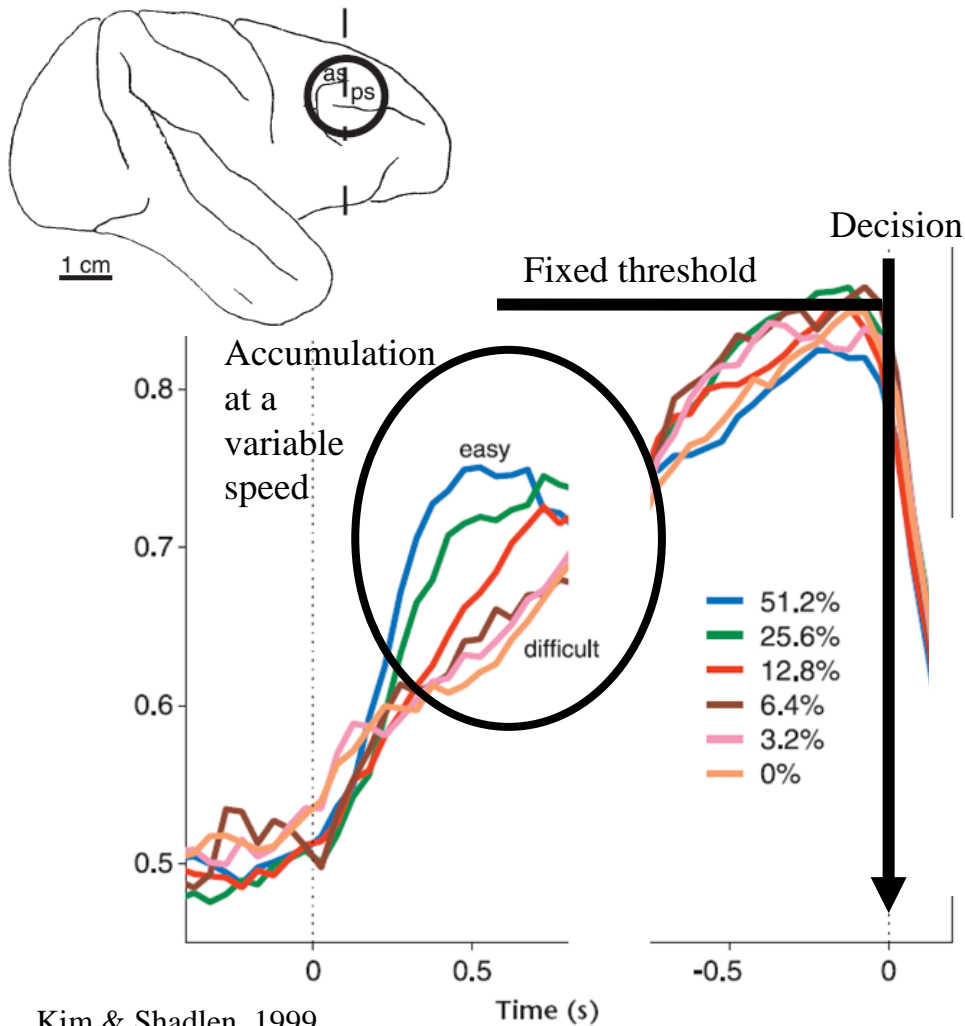 as
ps
1 cm
Decision
Fixed threshold
Accumulation
at a
variable
speed
easy
difficult
0.8
0.7
0.6
0.5
51.2%
25.6%
12.8%
6.4%
3.2%
0%
0
0.5
-0.5
0
Time (s)
Kim & Shadlen, 1999